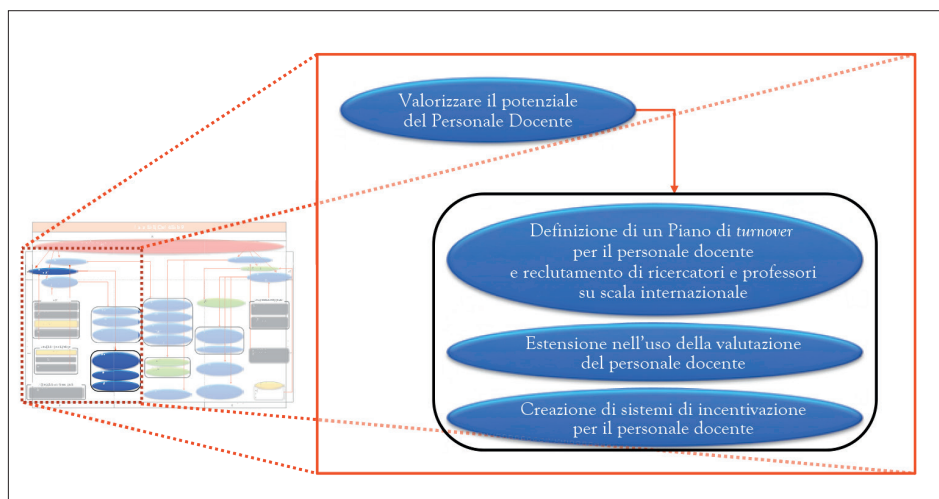 Valorizzare il potenziale
del Personale Docente
Definizione di un Piano di turnover
per il personale docente
e reclutamento di ricercatori e professori
su scala internazionale
Estensione nell’uso della valutazione
del personale docente
Creazione di sistemi di incentivazione
per il personale docente